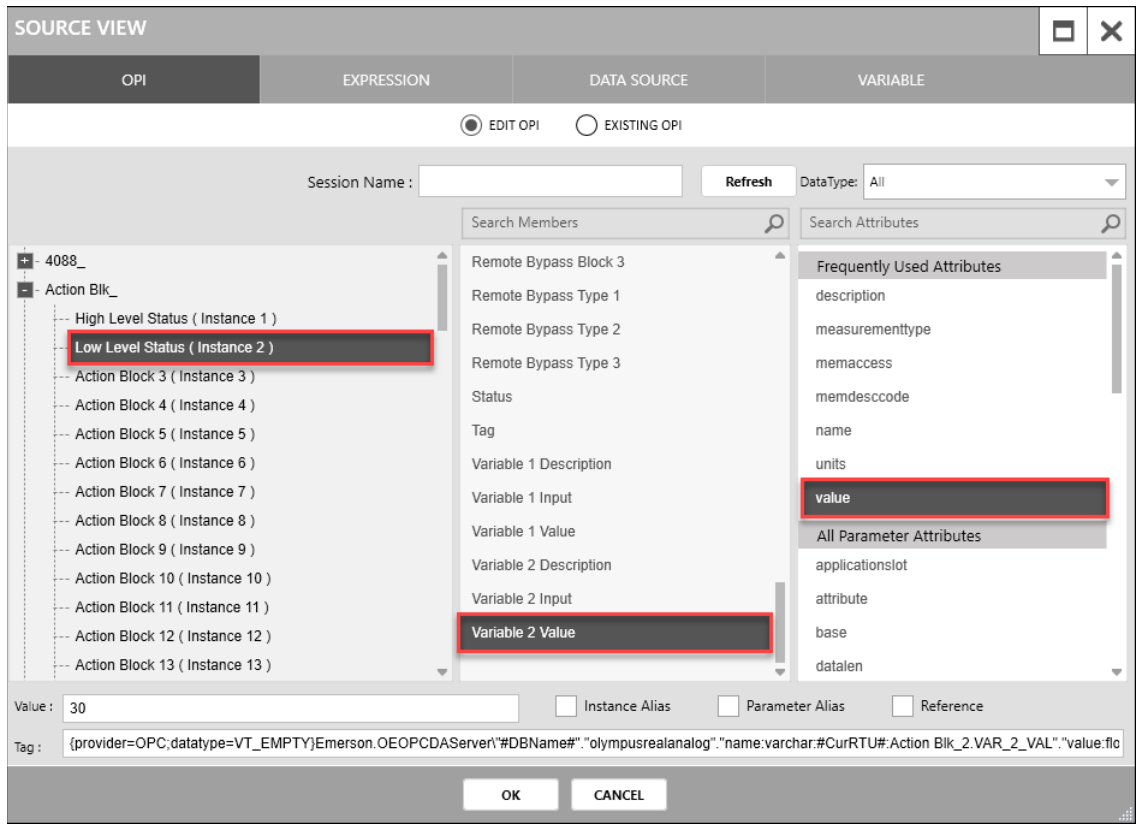 SOURCE VIEW
OPI EXPRESSION DATA SOURCE VARIABLE
EDIT OPI EXISTING OPI
Session Name : Refresh DataType: All
Search Members Search Attributes
4088_
Action Blk_
High Level Status ( Instance 1 )
Low Level Status ( Instance 2 )
Action Block 3 ( Instance 3 )
Action Block 4 ( Instance 4 )
Action Block 5 ( Instance 5 )
Action Block 6 ( Instance 6 )
Action Block 7 ( Instance 7 )
Action Block 8 ( Instance 8 )
Action Block 9 ( Instance 9 )
Action Block 10 ( Instance 10 )
Action Block 11 ( Instance 11 )
Action Block 12 ( Instance 12 )
Action Block 13 ( Instance 13 )
Remote Bypass Block 3
Remote Bypass Type 1
Remote Bypass Type 2
Remote Bypass Type 3
Status
Tag
Variable 1 Description
Variable 1 Input
Variable 1 Value
Variable 2 Description
Variable 2 Input
Variable 2 Value
Frequently Used Attributes
description
measurementtype
memaccess
memdesccode
name
units
value
All Parameter Attributes
applicationslot
attribute
base
datalen
Value : 30 Instance Alias Parameter Alias Reference
Tag : {provider=OPC;datatype=VT_EMPTY}Emerson.OEOPCDAServer\"#DBName#"."olympusrealanalog"."name:varchar:#CurRTU#:Action Blk_2.VAR_2_VAL"."value:flo
OK CANCEL